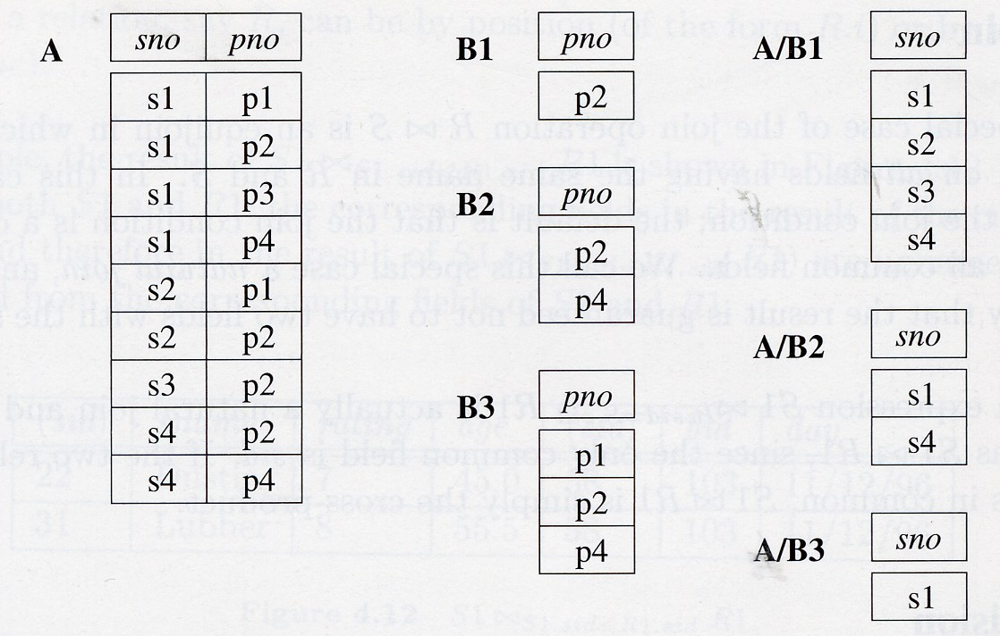 A
sno pno
s1 p1
s1 p2
s1 p3
s1 p4
s2 p1
s2 p2
s3 p2
s4 p2
s4 p4
B1
pno
p2
B2
pno
p2
p4
B3
pno
p1
p2
p4
A/B1
sno
s1
s2
s3
s4
A/B2
sno
s1
s4
A/B3
sno
s1